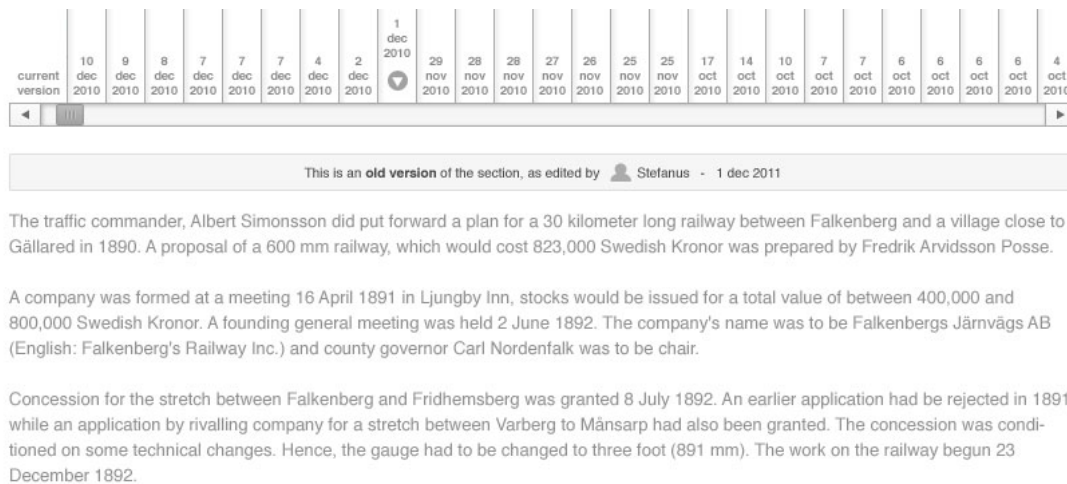 current version
10 dec 2010
9 dec 2010
8 dec 2010
7 dec 2010
7 dec 2010
7 dec 2010
4 dec 2010
2 dec 2010
1 dec 2010
29 nov 2010
28 nov 2010
28 nov 2010
27 nov 2010
26 nov 2010
25 nov 2010
25 nov 2010
17 oct 2010
14 oct 2010
10 oct 2010
7 oct 2010
7 oct 2010
6 oct 2010
6 oct 2010
6 oct 2010
6 oct 2010
4 oct 2010
This is an old version of the section, as edited by Stefanus - 1 dec 2011
The traffic commander, Albert Simonsson did put forward a plan for a 30 kilometer long railway between Falkenberg and a village close to
Gällared in 1890. A proposal of a 600 mm railway, which would cost 823,000 Swedish Kronor was prepared by Fredrik Arvidsson Posse.
A company was formed at a meeting 16 April 1891 in Ljungby Inn, stocks would be issued for a total value of between 400,000 and
800,000 Swedish Kronor. A founding general meeting was held 2 June 1892. The company's name was to be Falkenbergs Järnvägs AB
(English: Falkenberg's Railway Inc.) and county governor Carl Nordenfalk was to be chair.
Concession for the stretch between Falkenberg and Fridhemsberg was granted 8 July 1892. An earlier application had be rejected in 1891
while an application by rivalling company for a stretch between Varberg to Månsarp had also been granted. The concession was condi-
tioned on some technical changes. Hence, the gauge had to be changed to three foot (891 mm). The work on the railway begun 23
December 1892.